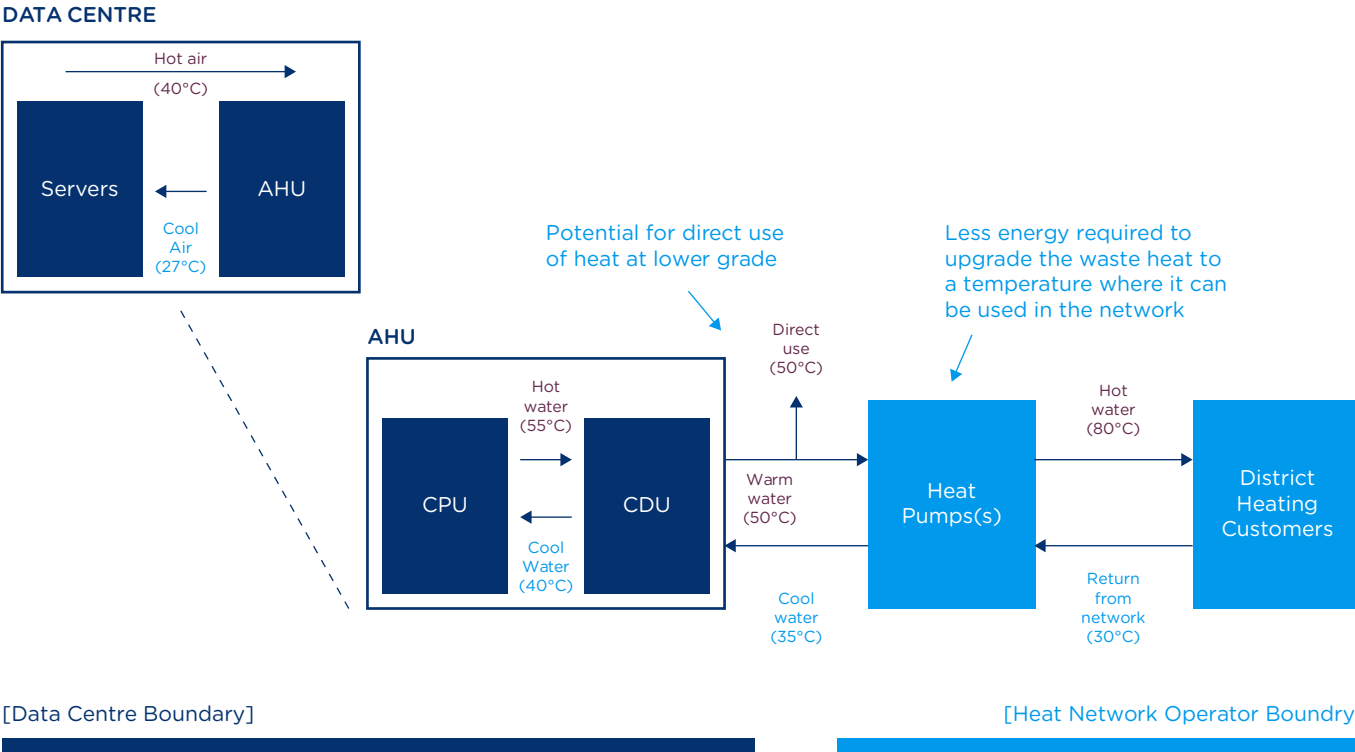 DATA CENTRE
Hot air
(40°C)
Servers
AHU
Cool
Air
(27°C)
Potential for direct use
of heat at lower grade
Less energy required to
upgrade the waste heat to
a temperature where it can
be used in the network
AHU
Direct
use
(50°C)
Hot
water
(55°C)
Hot
water
(80°C)
CPU
CDU
Cool
Water
(40°C)
Warm
water
(50°C)
Heat
Pumps(s)
District
Heating
Customers
Cool
water
(35°C)
Return
from
network
(30°C)
[Data Centre Boundary]
[Heat Network Operator Boundry